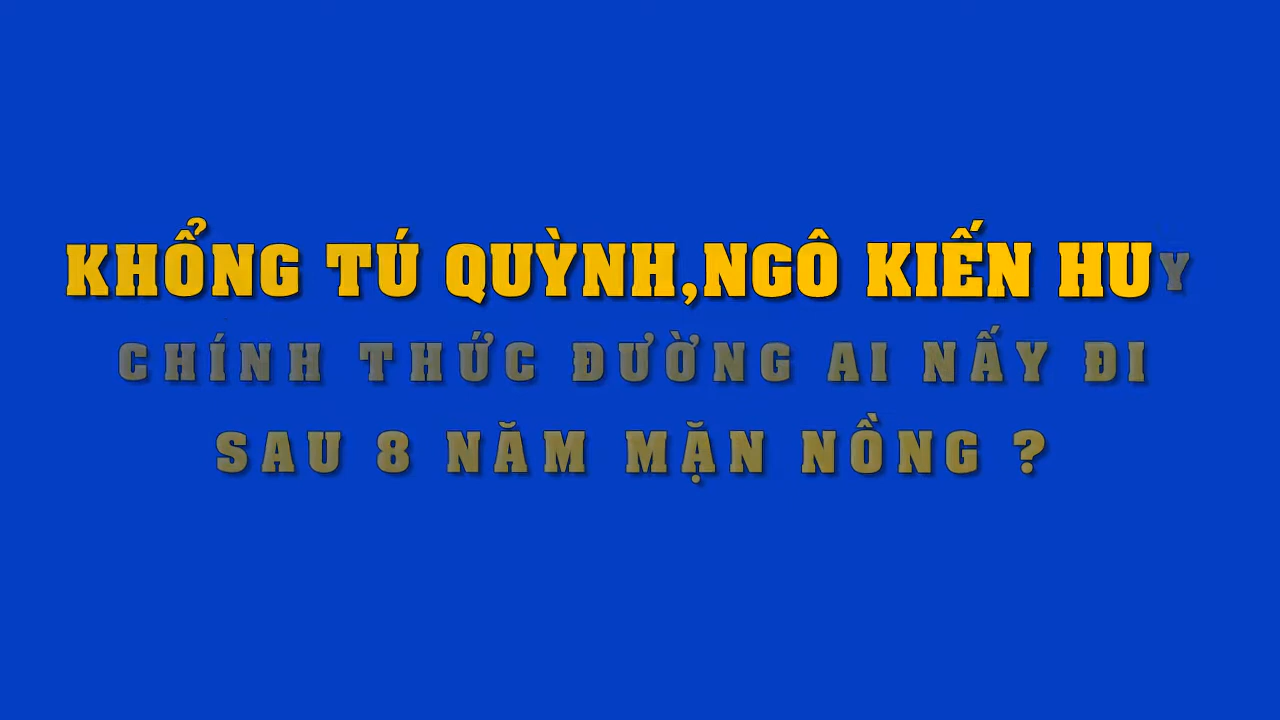 KHỔNG TÚ QUỲNH,NGÔ KIẾN HUY
CHÍNH THỨC ĐƯỜNG AI NẤY ĐI
SAU 8 NĂM MẶN NỒNG ?